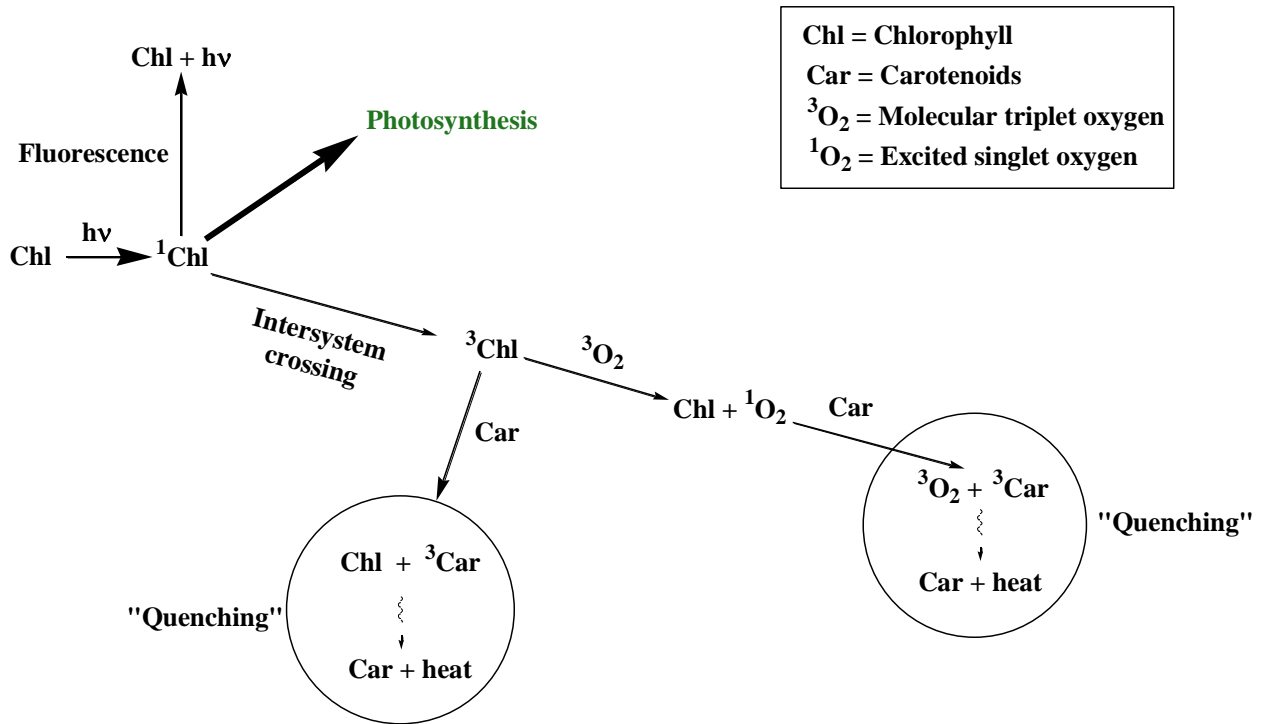 Chl + hν
Fluorescence
Photosynthesis
Chl = Chlorophyll
Car = Carotenoids
³O₂ = Molecular triplet oxygen
¹O₂ = Excited singlet oxygen
Chl
hν
¹Chl
Intersystem
crossing
³Chl
³O₂
Chl + ¹O₂
Car
Car
³O₂ + ³Car
Car + heat
"Quenching"
Chl + ³Car
Car + heat
"Quenching"